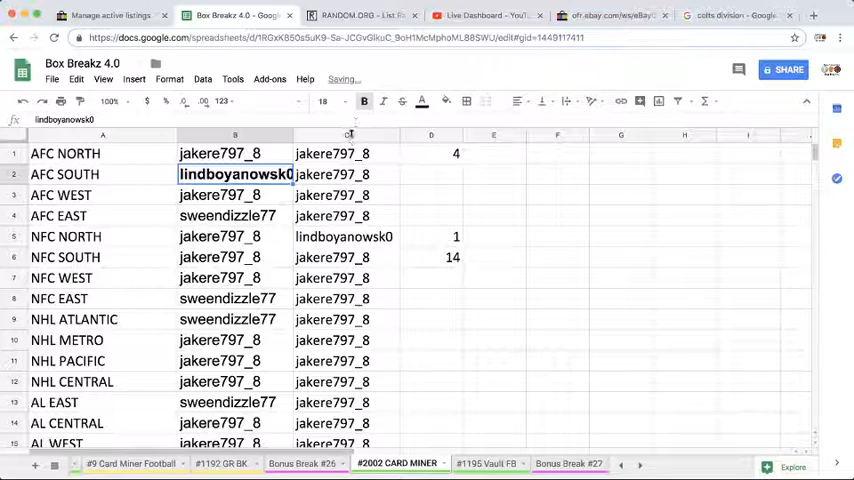 Manage active listings
Box Breakz 4.0 - Google
RANDOM.ORG - List Ra
Live Dashboard - YouT
ofr.ebay.com/ws/eBayC
colts division - Google
https://docs.google.com/spreadsheets/d/1RGxK850s5uK9-Sa-JCGvGlkuC_9oH1McMphoML88SWU/edit#gid=1449117411
Box Breakz 4.0
File Edit View Insert Format Data Tools Add-ons Help Saving...
SHARE
100% $ % .0 .00 123 18 B I S A
fx lindboyanowsk0
A B C D E F G H I
1 AFC NORTH jakere797_8 jakere797_8 4
2 AFC SOUTH lindboyanowsk0 jakere797_8
3 AFC WEST jakere797_8 jakere797_8
4 AFC EAST sweendizzle77 jakere797_8
5 NFC NORTH jakere797_8 lindboyanowsk0 1
6 NFC SOUTH jakere797_8 jakere797_8 14
7 NFC WEST jakere797_8 jakere797_8
8 NFC EAST sweendizzle77 jakere797_8
9 NHL ATLANTIC sweendizzle77 jakere797_8
10 NHL METRO jakere797_8 jakere797_8
11 NHL PACIFIC jakere797_8 jakere797_8
12 NHL CENTRAL jakere797_8 jakere797_8
13 AL EAST sweendizzle77 jakere797_8
14 AL CENTRAL jakere797_8 jakere797_8
15 AL WEST jakere797_8 jakere797_8
#9 Card Miner Football #1192 GR BK Bonus Break #26 #2002 CARD MINER #1195 Vault FB Bonus Break #27 Explore